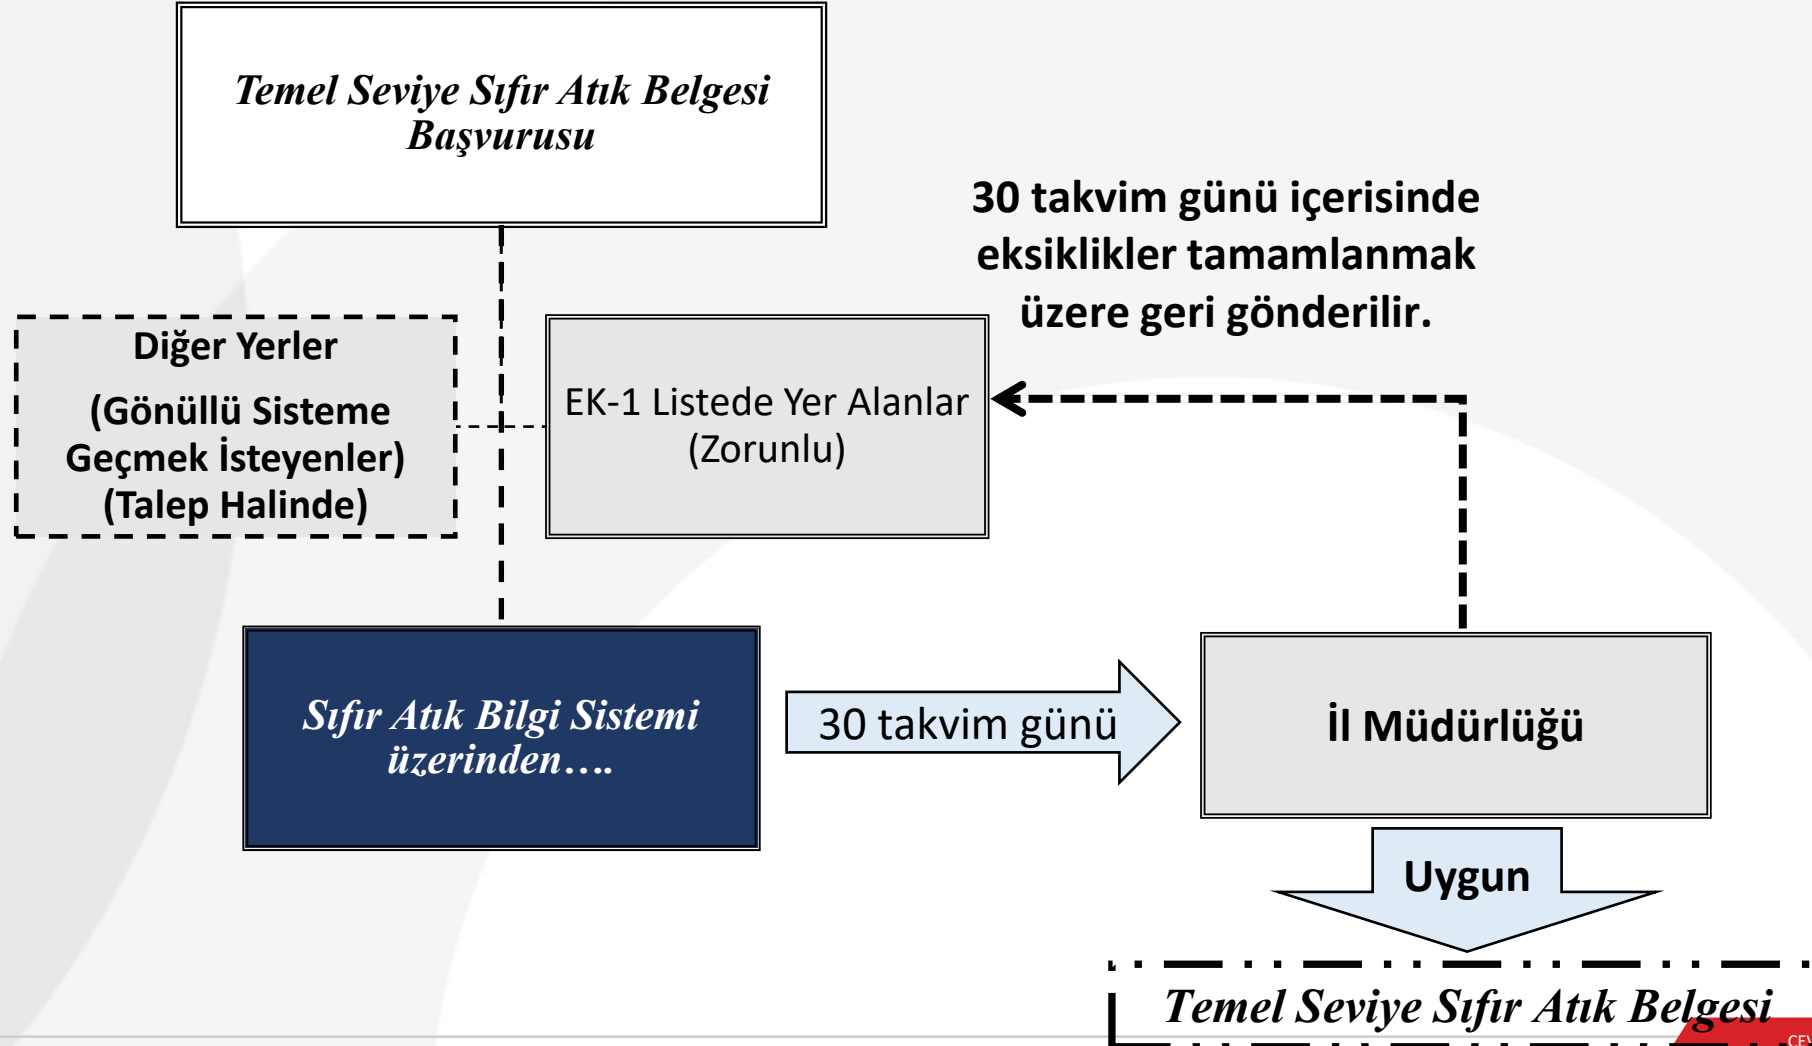 Temel Seviye Sıfır Atık Belgesi
Başvurusu
30 takvim günü içerisinde
eksiklikler tamamlanmak
üzere geri gönderilir.
Diğer Yerler
(Gönüllü Sisteme
Geçmek İsteyenler)
(Talep Halinde)
EK-1 Listede Yer Alanlar
(Zorunlu)
Sıfır Atık Bilgi Sistemi
üzerinden….
30 takvim günü
İl Müdürlüğü
Uygun
Temel Seviye Sıfır Atık Belgesi